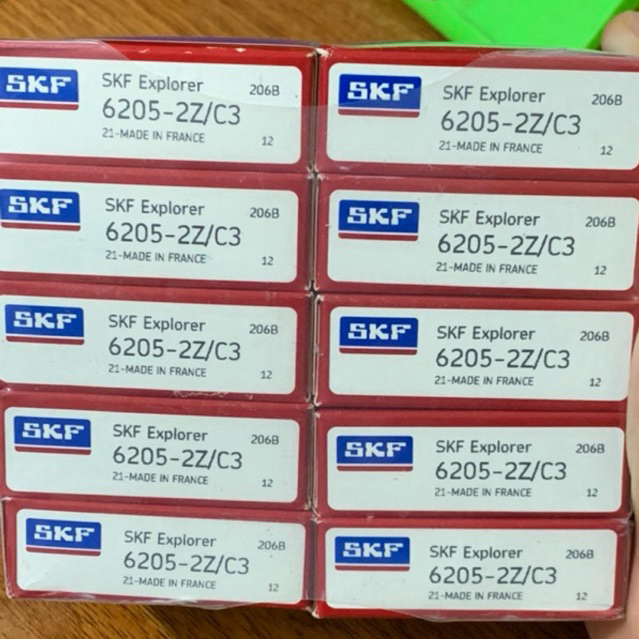 SKF
SKF Explorer 206B
6205-2Z/C3
21-MADE IN FRANCE 12
SKF
SKF Explorer 206B
6205-2Z/C3
21-MADE IN FRANCE 12
SKF
SKF Explorer 206B
6205-2Z/C3
21-MADE IN FRANCE 12
SKF
SKF Explorer 206B
6205-2Z/C3
21-MADE IN FRANCE 12
SKF
SKF Explorer 206B
6205-2Z/C3
21-MADE IN FRANCE 12
SKF
SKF Explorer 206B
6205-2Z/C3
21-MADE IN FRANCE 12
SKF
SKF Explorer 206B
6205-2Z/C3
21-MADE IN FRANCE 12
SKF
SKF Explorer 206B
6205-2Z/C3
21-MADE IN FRANCE 12
SKF
SKF Explorer 206B
6205-2Z/C3
21-MADE IN FRANCE 12
SKF
SKF Explorer 206B
6205-2Z/C3
21-MADE IN FRANCE 12